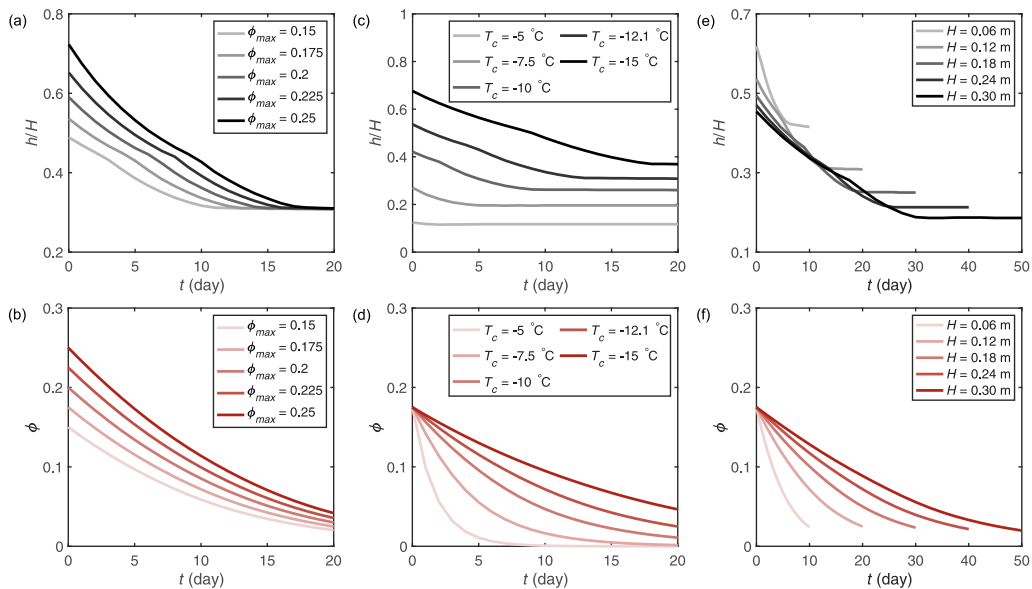 (a)
0.8
0.6
0.4
0.2
h/H
0
5
10
15
20
t (day)
ϕmax = 0.15
ϕmax = 0.175
ϕmax = 0.2
ϕmax = 0.225
ϕmax = 0.25
(c)
1
0.8
0.6
0.4
0.2
0
h/H
0
5
10
15
20
t (day)
Tc = -5 °C
Tc = -7.5 °C
Tc = -10 °C
Tc = -12.1 °C
Tc = -15 °C
(e)
0.7
0.5
0.3
0.1
h/H
0
10
20
30
40
50
t (day)
H = 0.06 m
H = 0.12 m
H = 0.18 m
H = 0.24 m
H = 0.30 m
(b)
0.3
0.2
0.1
0
ϕ
0
5
10
15
20
t (day)
ϕmax = 0.15
ϕmax = 0.175
ϕmax = 0.2
ϕmax = 0.225
ϕmax = 0.25
(d)
0.3
0.2
0.1
0
ϕ
0
5
10
15
20
t (day)
Tc = -5 °C
Tc = -7.5 °C
Tc = -10 °C
Tc = -12.1 °C
Tc = -15 °C
(f)
0.3
0.2
0.1
0
ϕ
0
10
20
30
40
50
t (day)
H = 0.06 m
H = 0.12 m
H = 0.18 m
H = 0.24 m
H = 0.30 m